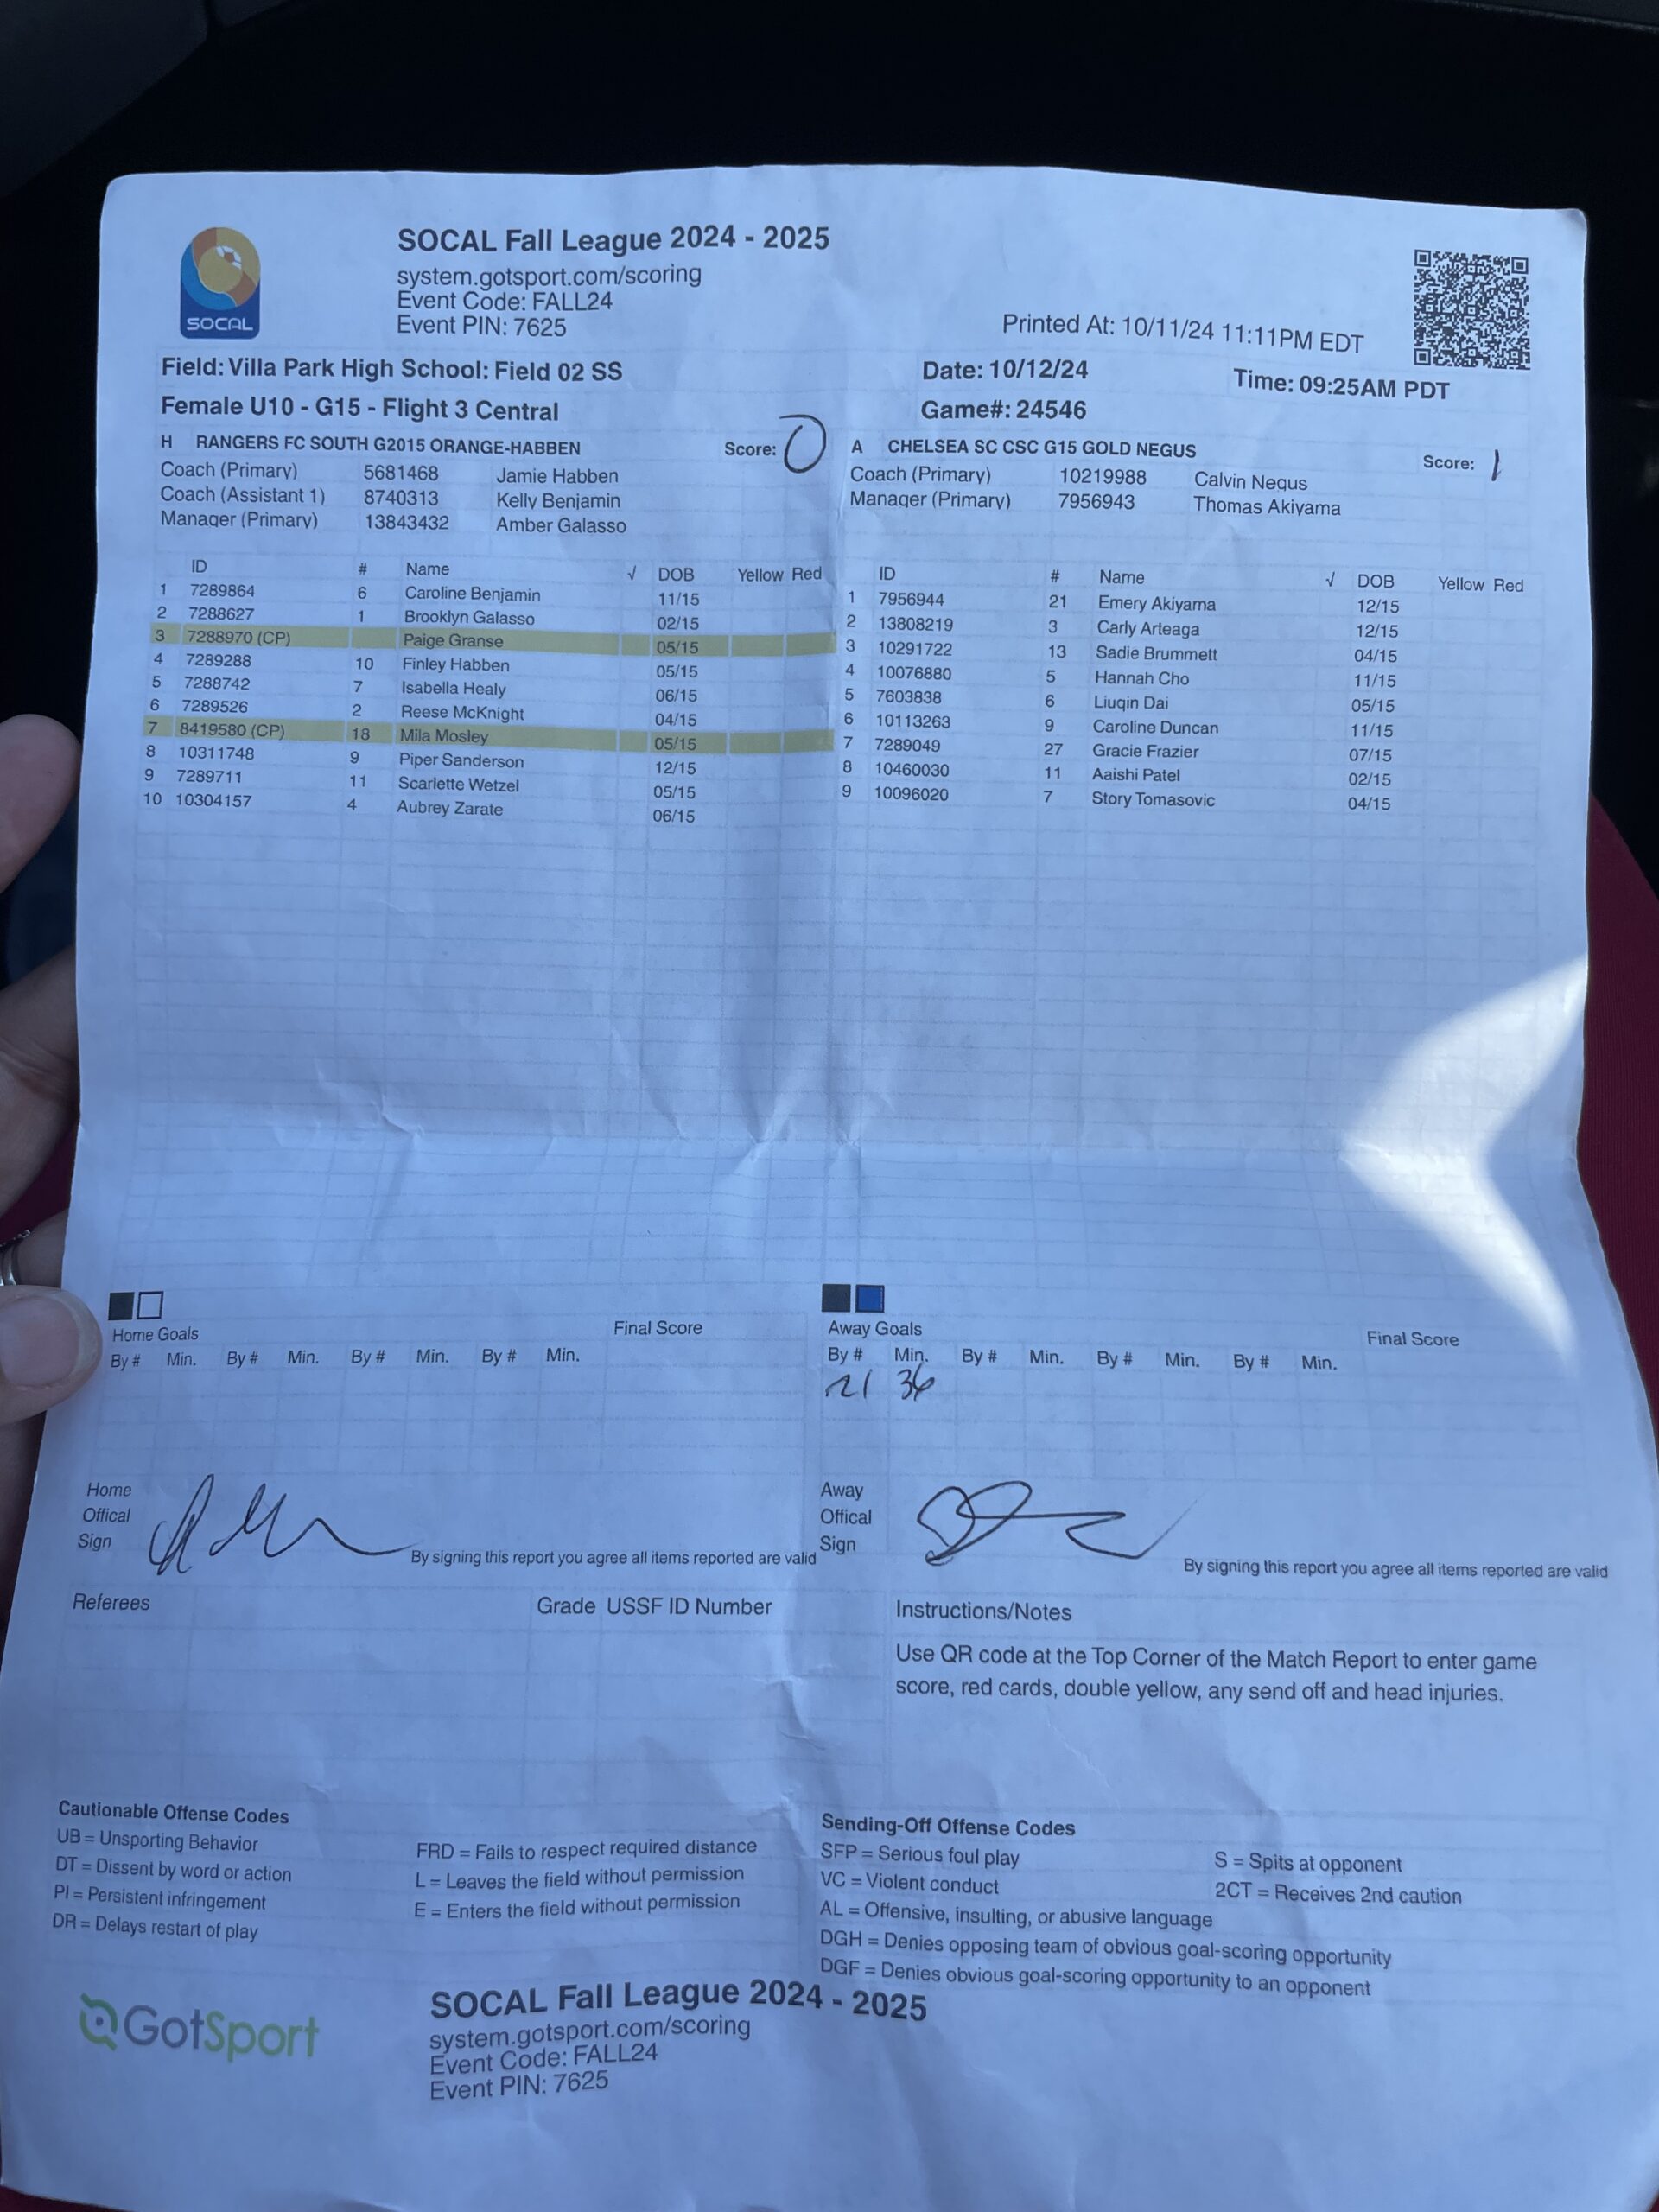 SOCAL
SOCAL Fall League 2024 - 2025
system.gotsport.com/scoring
Event Code: FALL24
Event PIN: 7625
Printed At: 10/11/24 11:11PM EDT
Field: Villa Park High School: Field 02 SS
Date: 10/12/24 Time: 09:25AM PDT
Female U10 - G15 - Flight 3 Central
Game#: 24546
H RANGERS FC SOUTH G2015 ORANGE-HABBEN Score: 0
Coach (Primary) 5681468 Jamie Habben
Coach (Assistant 1) 8740313 Kelly Benjamin
Manager (Primary) 13843432 Amber Galasso
A CHELSEA SC CSC G15 GOLD NEGUS Score: 1
Coach (Primary) 10219988 Calvin Negus
Manager (Primary) 7956943 Thomas Akiyama
ID # Name √ DOB Yellow Red
1 7289864 6 Caroline Benjamin 11/15
2 7288627 1 Brooklyn Galasso 02/15
3 7288970 (CP) Paige Granse 05/15
4 7289288 10 Finley Habben 05/15
5 7288742 7 Isabella Healy 06/15
6 7289526 2 Reese McKnight 04/15
7 8419580 (CP) 18 Mila Mosley 05/15
8 10311748 9 Piper Sanderson 12/15
9 7289711 11 Scarlette Wetzel 05/15
10 10304157 4 Aubrey Zarate 06/15
ID # Name √ DOB Yellow Red
1 7956944 21 Emery Akiyama 12/15
2 13808219 3 Carly Arteaga 12/15
3 10291722 13 Sadie Brummett 04/15
4 10076880 5 Hannah Cho 11/15
5 7603838 6 Liuqin Dai 05/15
6 10113263 9 Caroline Duncan 11/15
7 7289049 27 Gracie Frazier 07/15
8 10460030 11 Aaishi Patel 02/15
9 10096020 7 Story Tomasovic 04/15
Home Goals Final Score
By # Min. By # Min. By # Min. By # Min.
Away Goals Final Score
By # Min. By # Min. By # Min. By # Min.
21 36
Home
Offical
Sign
By signing this report you agree all items reported are valid
Away
Offical
Sign
By signing this report you agree all items reported are valid
Referees Grade USSF ID Number
Instructions/Notes
Use QR code at the Top Corner of the Match Report to enter game
score, red cards, double yellow, any send off and head injuries.
Cautionable Offense Codes
UB = Unsporting Behavior
DT = Dissent by word or action
PI = Persistent infringement
DR = Delays restart of play
FRD = Fails to respect required distance
L = Leaves the field without permission
E = Enters the field without permission
Sending-Off Offense Codes
SFP = Serious foul play
VC = Violent conduct
AL = Offensive, insulting, or abusive language
DGH = Denies opposing team of obvious goal-scoring opportunity
DGF = Denies obvious goal-scoring opportunity to an opponent
S = Spits at opponent
2CT = Receives 2nd caution
GotSport
SOCAL Fall League 2024 - 2025
system.gotsport.com/scoring
Event Code: FALL24
Event PIN: 7625